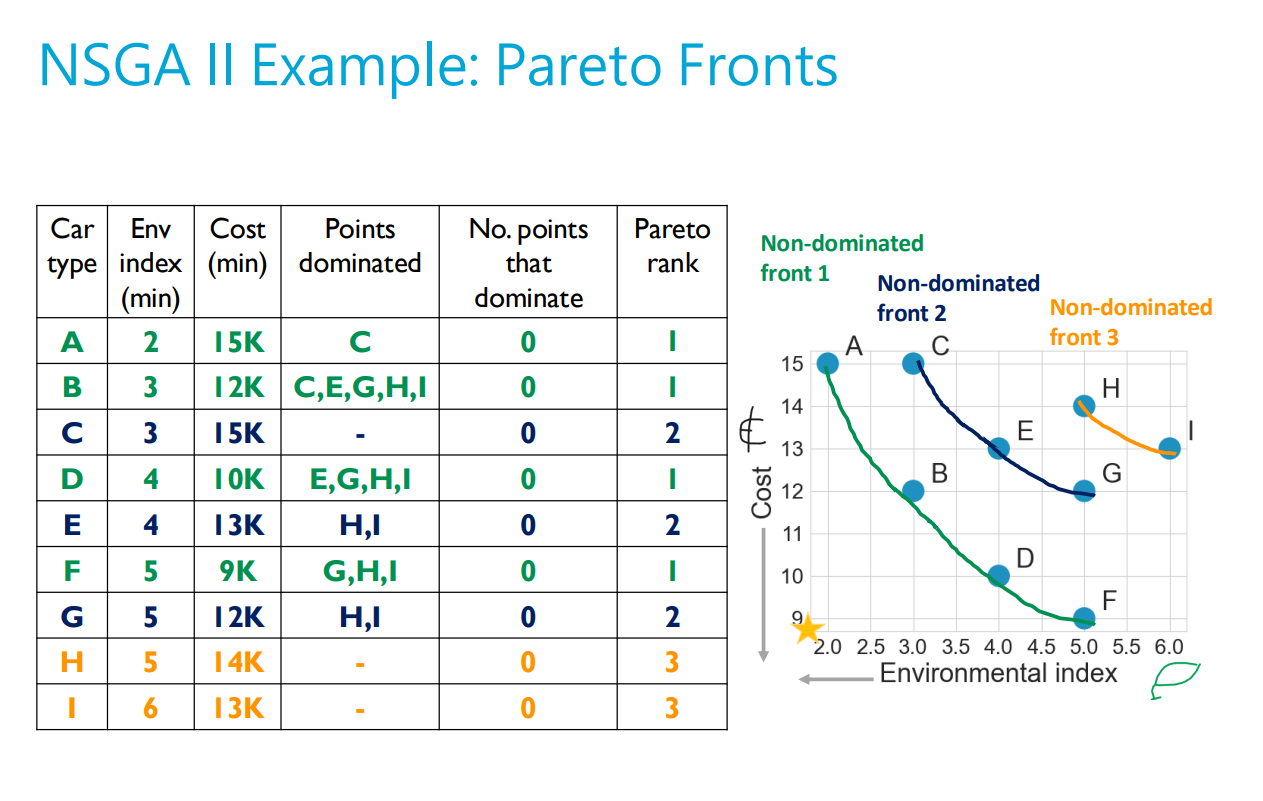 NSGA II Example: Pareto Fronts
Car type | Env index (min) | Cost (min) | Points dominated | No. points that dominate | Pareto rank
A | 2 | 15K | C | 0 | 1
B | 3 | 12K | C,E,G,H,I | 0 | 1
C | 3 | 15K | - | 0 | 2
D | 4 | 10K | E,G,H,I | 0 | 1
E | 4 | 13K | H,I | 0 | 2
F | 5 | 9K | G,H,I | 0 | 1
G | 5 | 12K | H,I | 0 | 2
H | 5 | 14K | - | 0 | 3
I | 6 | 13K | - | 0 | 3
Non-dominated
front 1
Non-dominated
front 2
Non-dominated
front 3
A
C
15
H
14
€
E
I
13
B
G
12
Cost
11
D
10
F
9
2.0 2.5 3.0 3.5 4.0 4.5 5.0 5.5 6.0
Environmental index